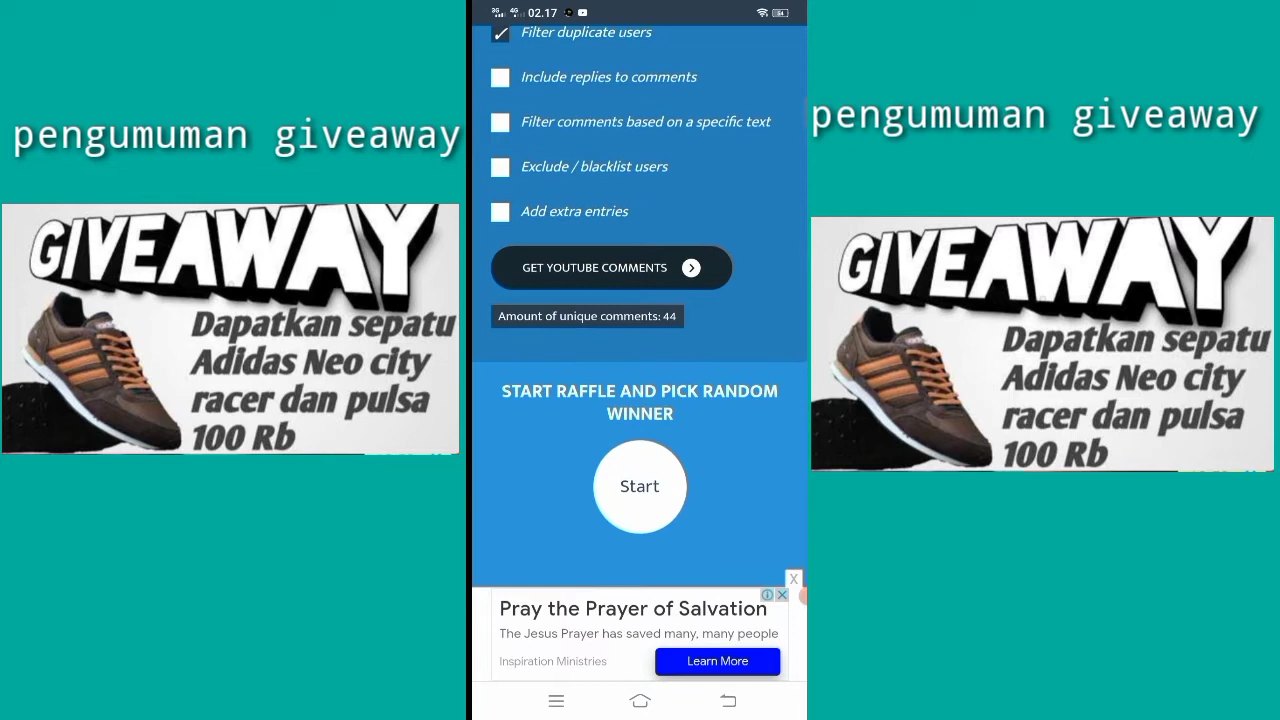 pengumuman giveaway
GIVEAWAY
Dapatkan sepatu
Adidas Neo city
racer dan pulsa
100 Rb
3G 4G 02.17
54
Filter duplicate users
Include replies to comments
Filter comments based on a specific text
Exclude / blacklist users
Add extra entries
GET YOUTUBE COMMENTS
Amount of unique comments: 44
START RAFFLE AND PICK RANDOM
WINNER
Start
X
Pray the Prayer of Salvation
The Jesus Prayer has saved many, many people
Inspiration Ministries
Learn More
pengumuman giveaway
GIVEAWAY
Dapatkan sepatu
Adidas Neo city
racer dan pulsa
100 Rb